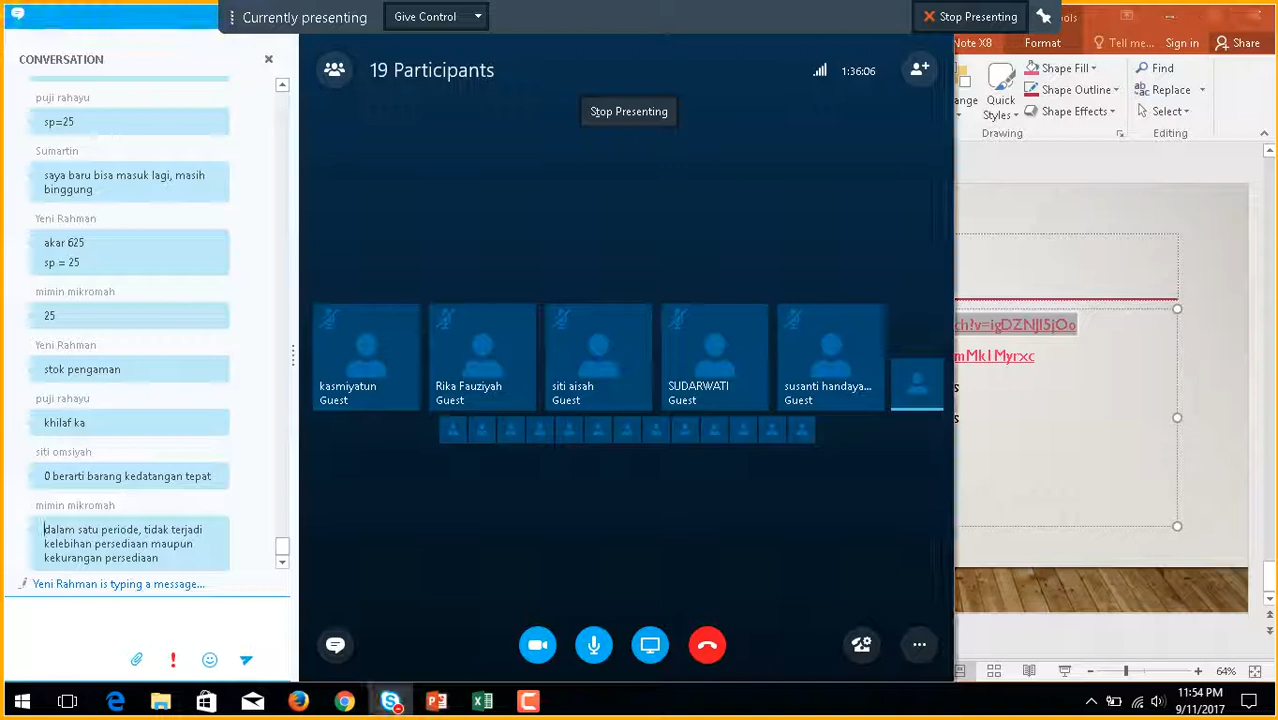 Currently presenting
Give Control
Stop Presenting
ools
CONVERSATION
puji rahayu
sp=25
Sumartin
saya baru bisa masuk lagi, masih
binggung
Yeni Rahman
akar 625
sp = 25
mimin mikromah
25
Yeni Rahman
stok pengaman
puji rahayu
khilaf ka
siti omsiyah
0 berarti barang kedatangan tepat
mimin mikromah
dalam satu periode, tidak terjadi
kelebihan persediaan maupun
kekurangan persediaan
Yeni Rahman is typing a message...
19 Participants
1:36:06
Stop Presenting
kasmiyatun
Guest
Rika Fauziyah
Guest
siti aisah
Guest
SUDARWATI
Guest
susanti handaya...
Guest
Note X8
Format
Tell me...
Sign in
Share
ange
Quick
Styles
Shape Fill
Shape Outline
Shape Effects
Drawing
Find
Replace
Select
Editing
mMk1Myrxc
s
s
64%
11:54 PM
9/11/2017